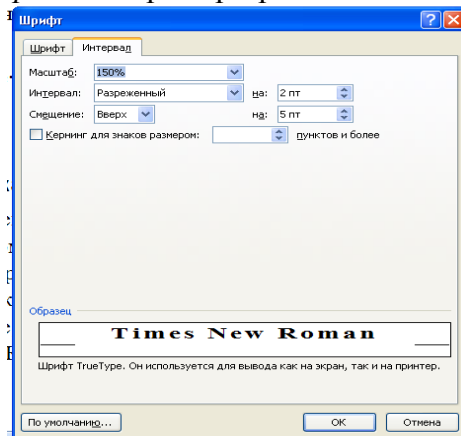 Шрифт
Шрифт Интервал
Масштаб: 150%
Интервал: Разреженный на: 2 пт
Смещение: Вверх на: 5 пт
Кернинг для знаков размером: пунктов и более
Образец
Times New Roman
Шрифт TrueType. Он используется для вывода как на экран, так и на принтер.
По умолчанию... ОК Отмена